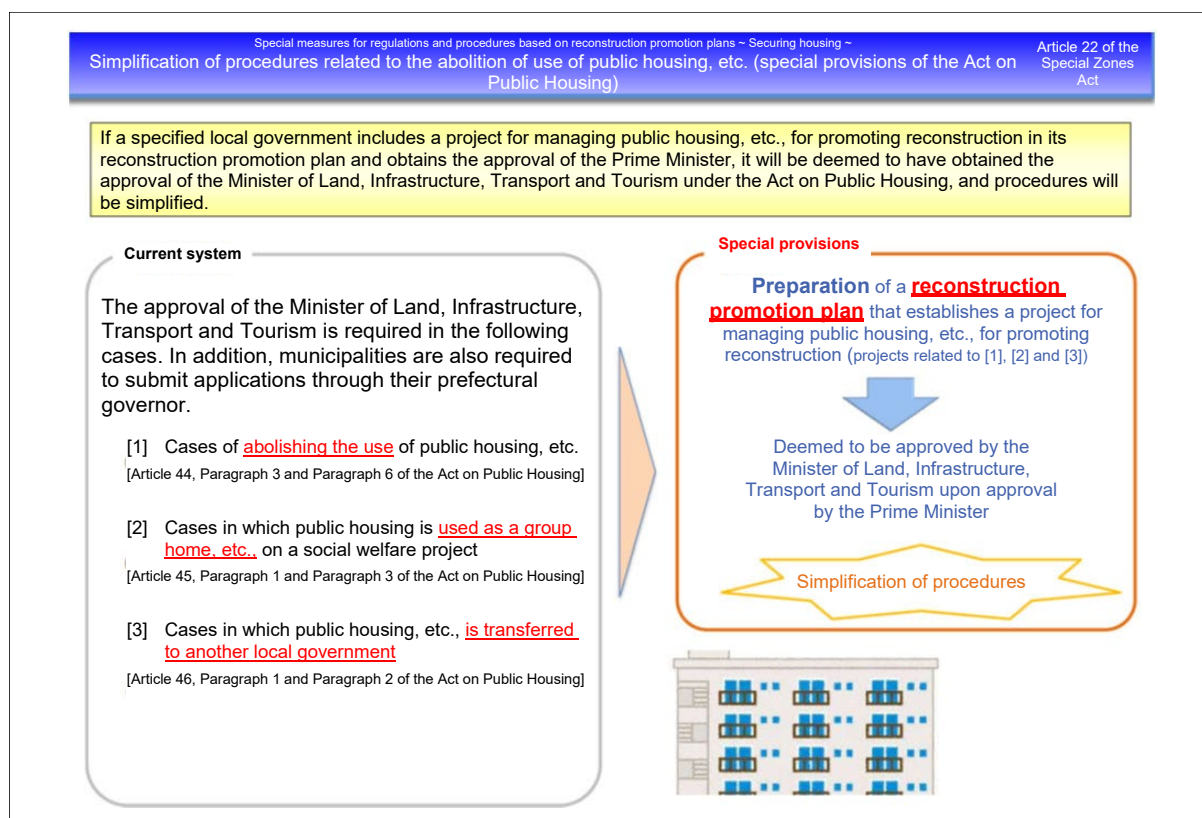 Special measures for regulations and procedures based on reconstruction promotion plans ~ Securing housing ~
Simplification of procedures related to the abolition of use of public housing, etc. (special provisions of the Act on
Public Housing)
Article 22 of the
Special Zones
Act
If a specified local government includes a project for managing public housing, etc., for promoting reconstruction in its
reconstruction promotion plan and obtains the approval of the Prime Minister, it will be deemed to have obtained the
approval of the Minister of Land, Infrastructure, Transport and Tourism under the Act on Public Housing, and procedures will
be simplified.
Current system
The approval of the Minister of Land, Infrastructure,
Transport and Tourism is required in the following
cases. In addition, municipalities are also required
to submit applications through their prefectural
governor.
[1] Cases of abolishing the use of public housing, etc.
[Article 44, Paragraph 3 and Paragraph 6 of the Act on Public Housing]
[2] Cases in which public housing is used as a group
home, etc., on a social welfare project
[Article 45, Paragraph 1 and Paragraph 3 of the Act on Public Housing]
[3] Cases in which public housing, etc., is transferred
to another local government
[Article 46, Paragraph 1 and Paragraph 2 of the Act on Public Housing]
Special provisions
Preparation of a reconstruction
promotion plan that establishes a project for
managing public housing, etc., for promoting
reconstruction (projects related to [1], [2] and [3])
Deemed to be approved by the
Minister of Land, Infrastructure,
Transport and Tourism upon approval
by the Prime Minister
Simplification of procedures